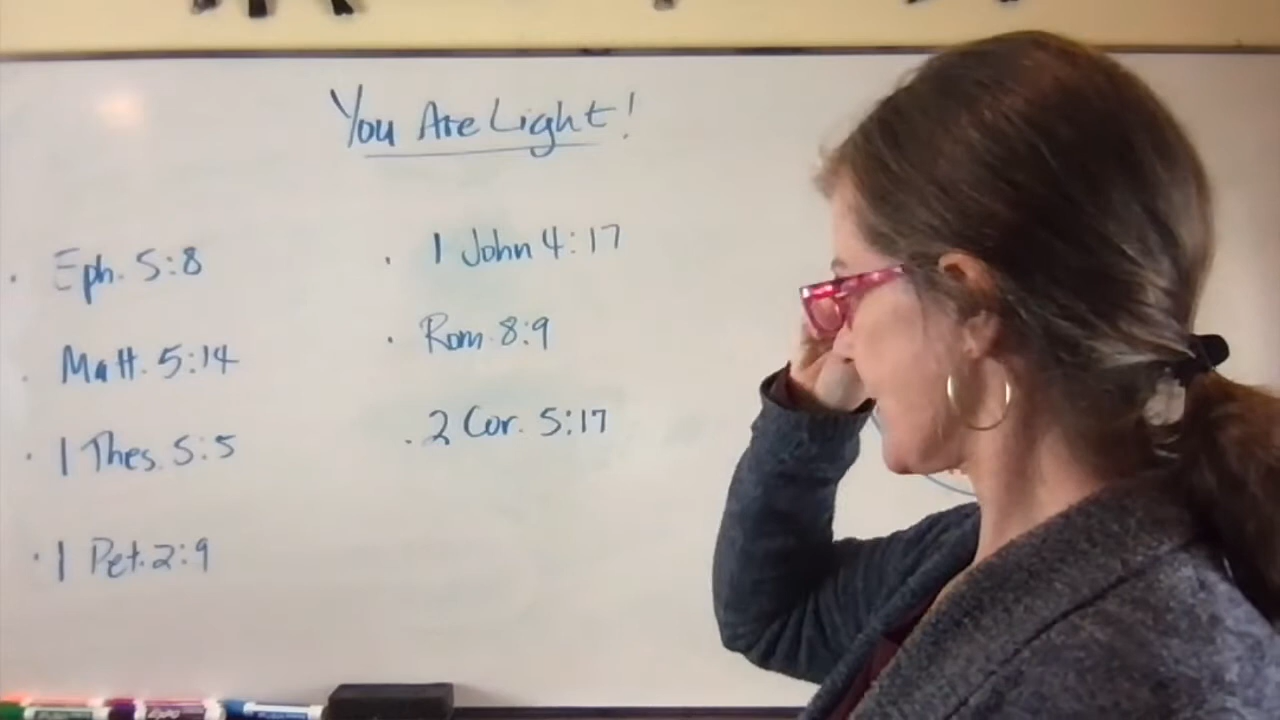 You Are Light!
· Eph. 5:8
· Matt. 5:14
· 1 Thes. 5:5
· 1 Pet. 2:9
· 1 John 4:17
· Rom. 8:9
· 2 Cor. 5:17
EXPO